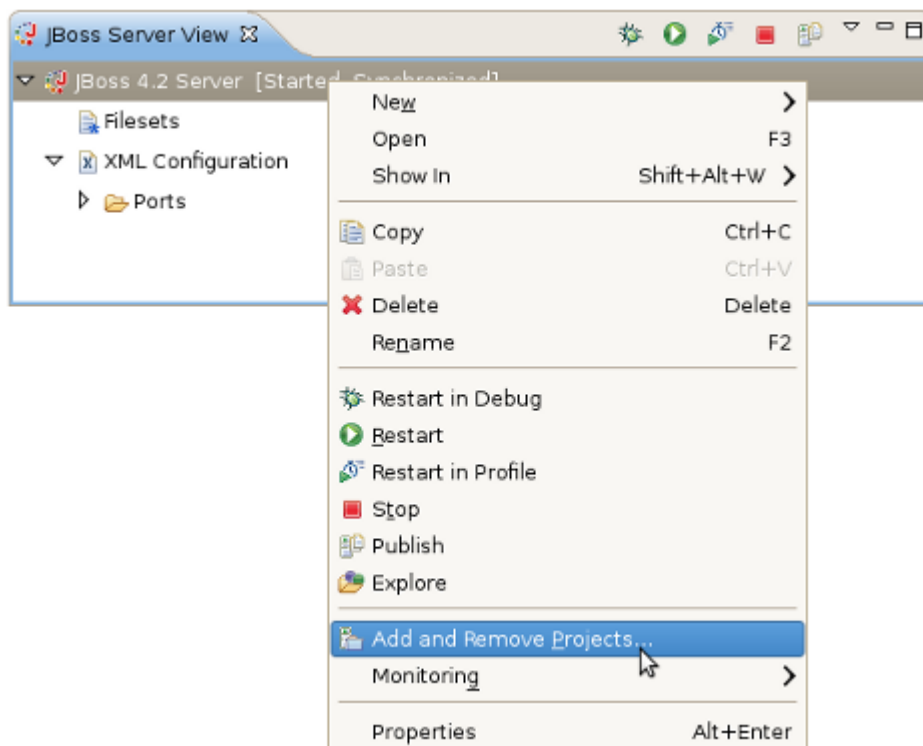 JBoss Server View
JBoss 4.2 Server [Started, Synchronized]
Filesets
XML Configuration
Ports
New
Open F3
Show In Shift+Alt+W
Copy Ctrl+C
Paste Ctrl+V
Delete Delete
Rename F2
Restart in Debug
Restart
Restart in Profile
Stop
Publish
Explore
Add and Remove Projects...
Monitoring
Properties Alt+Enter